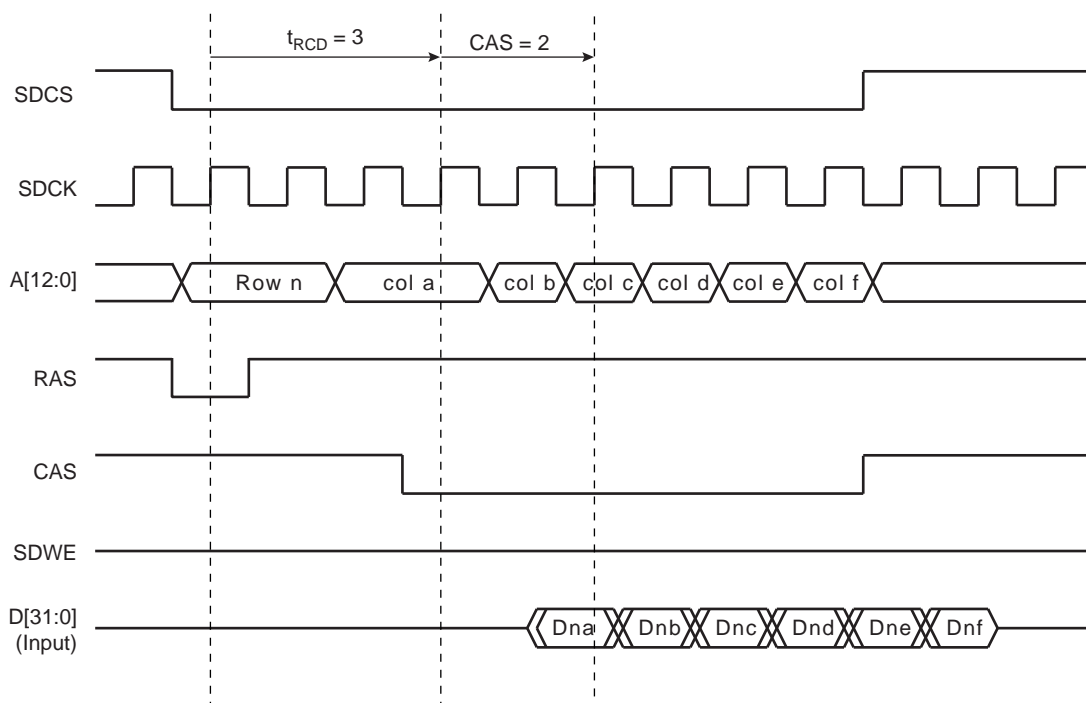 tRCD = 3 CAS = 2
SDCS
SDCK
A[12:0] Row n col a col b col c col d col e col f
RAS
CAS
SDWE
D[31:0]
(Input)
Dna Dnb Dnc Dnd Dne Dnf